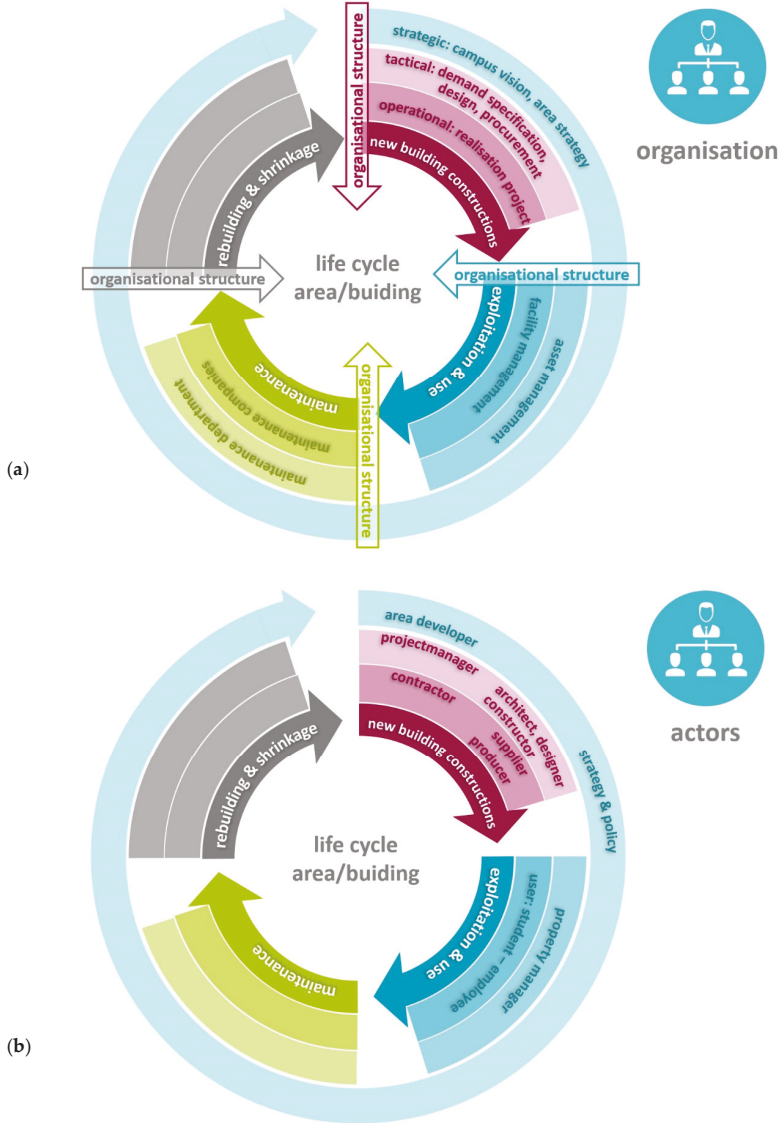 strategic: campus vision, area strategy
tactical: demand specification,
design, procurement
operational: realisation project
new building constructions
organisational structure
organisation
rebuilding & shrinkage
organisational structure
life cycle
area/buiding
organisational structure
exploitation & use
facility management
asset management
maintenance
maintenance companies
maintenance department
organisational structure
(a)
area developer
projectmanager
architect, designer
constructor
contractor
supplier
producer
new building constructions
actors
strategy & policy
rebuilding & shrinkage
life cycle
area/buiding
exploitation & use
user: student – employee
property manager
maintenance
(b)